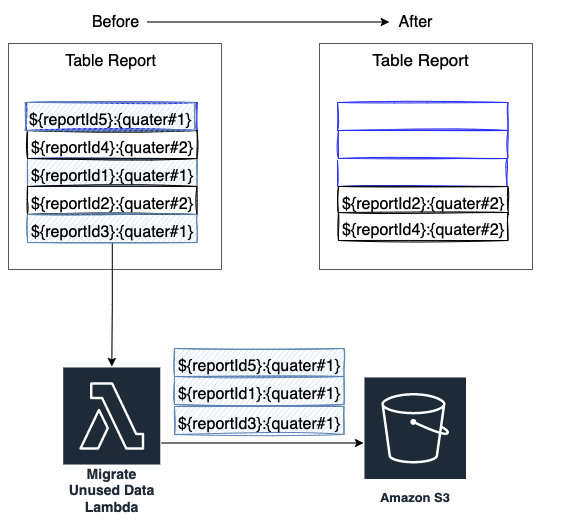 Before
After
Table Report
${reportId5}:{quater#1}
${reportId4}:{quater#2}
${reportId1}:{quater#1}
${reportId2}:{quater#2}
${reportId3}:{quater#1}
Table Report
${reportId2}:{quater#2}
${reportId4}:{quater#2}
${reportId5}:{quater#1}
${reportId1}:{quater#1}
${reportId3}:{quater#1}
Migrate
Unused Data
Lambda
Amazon S3